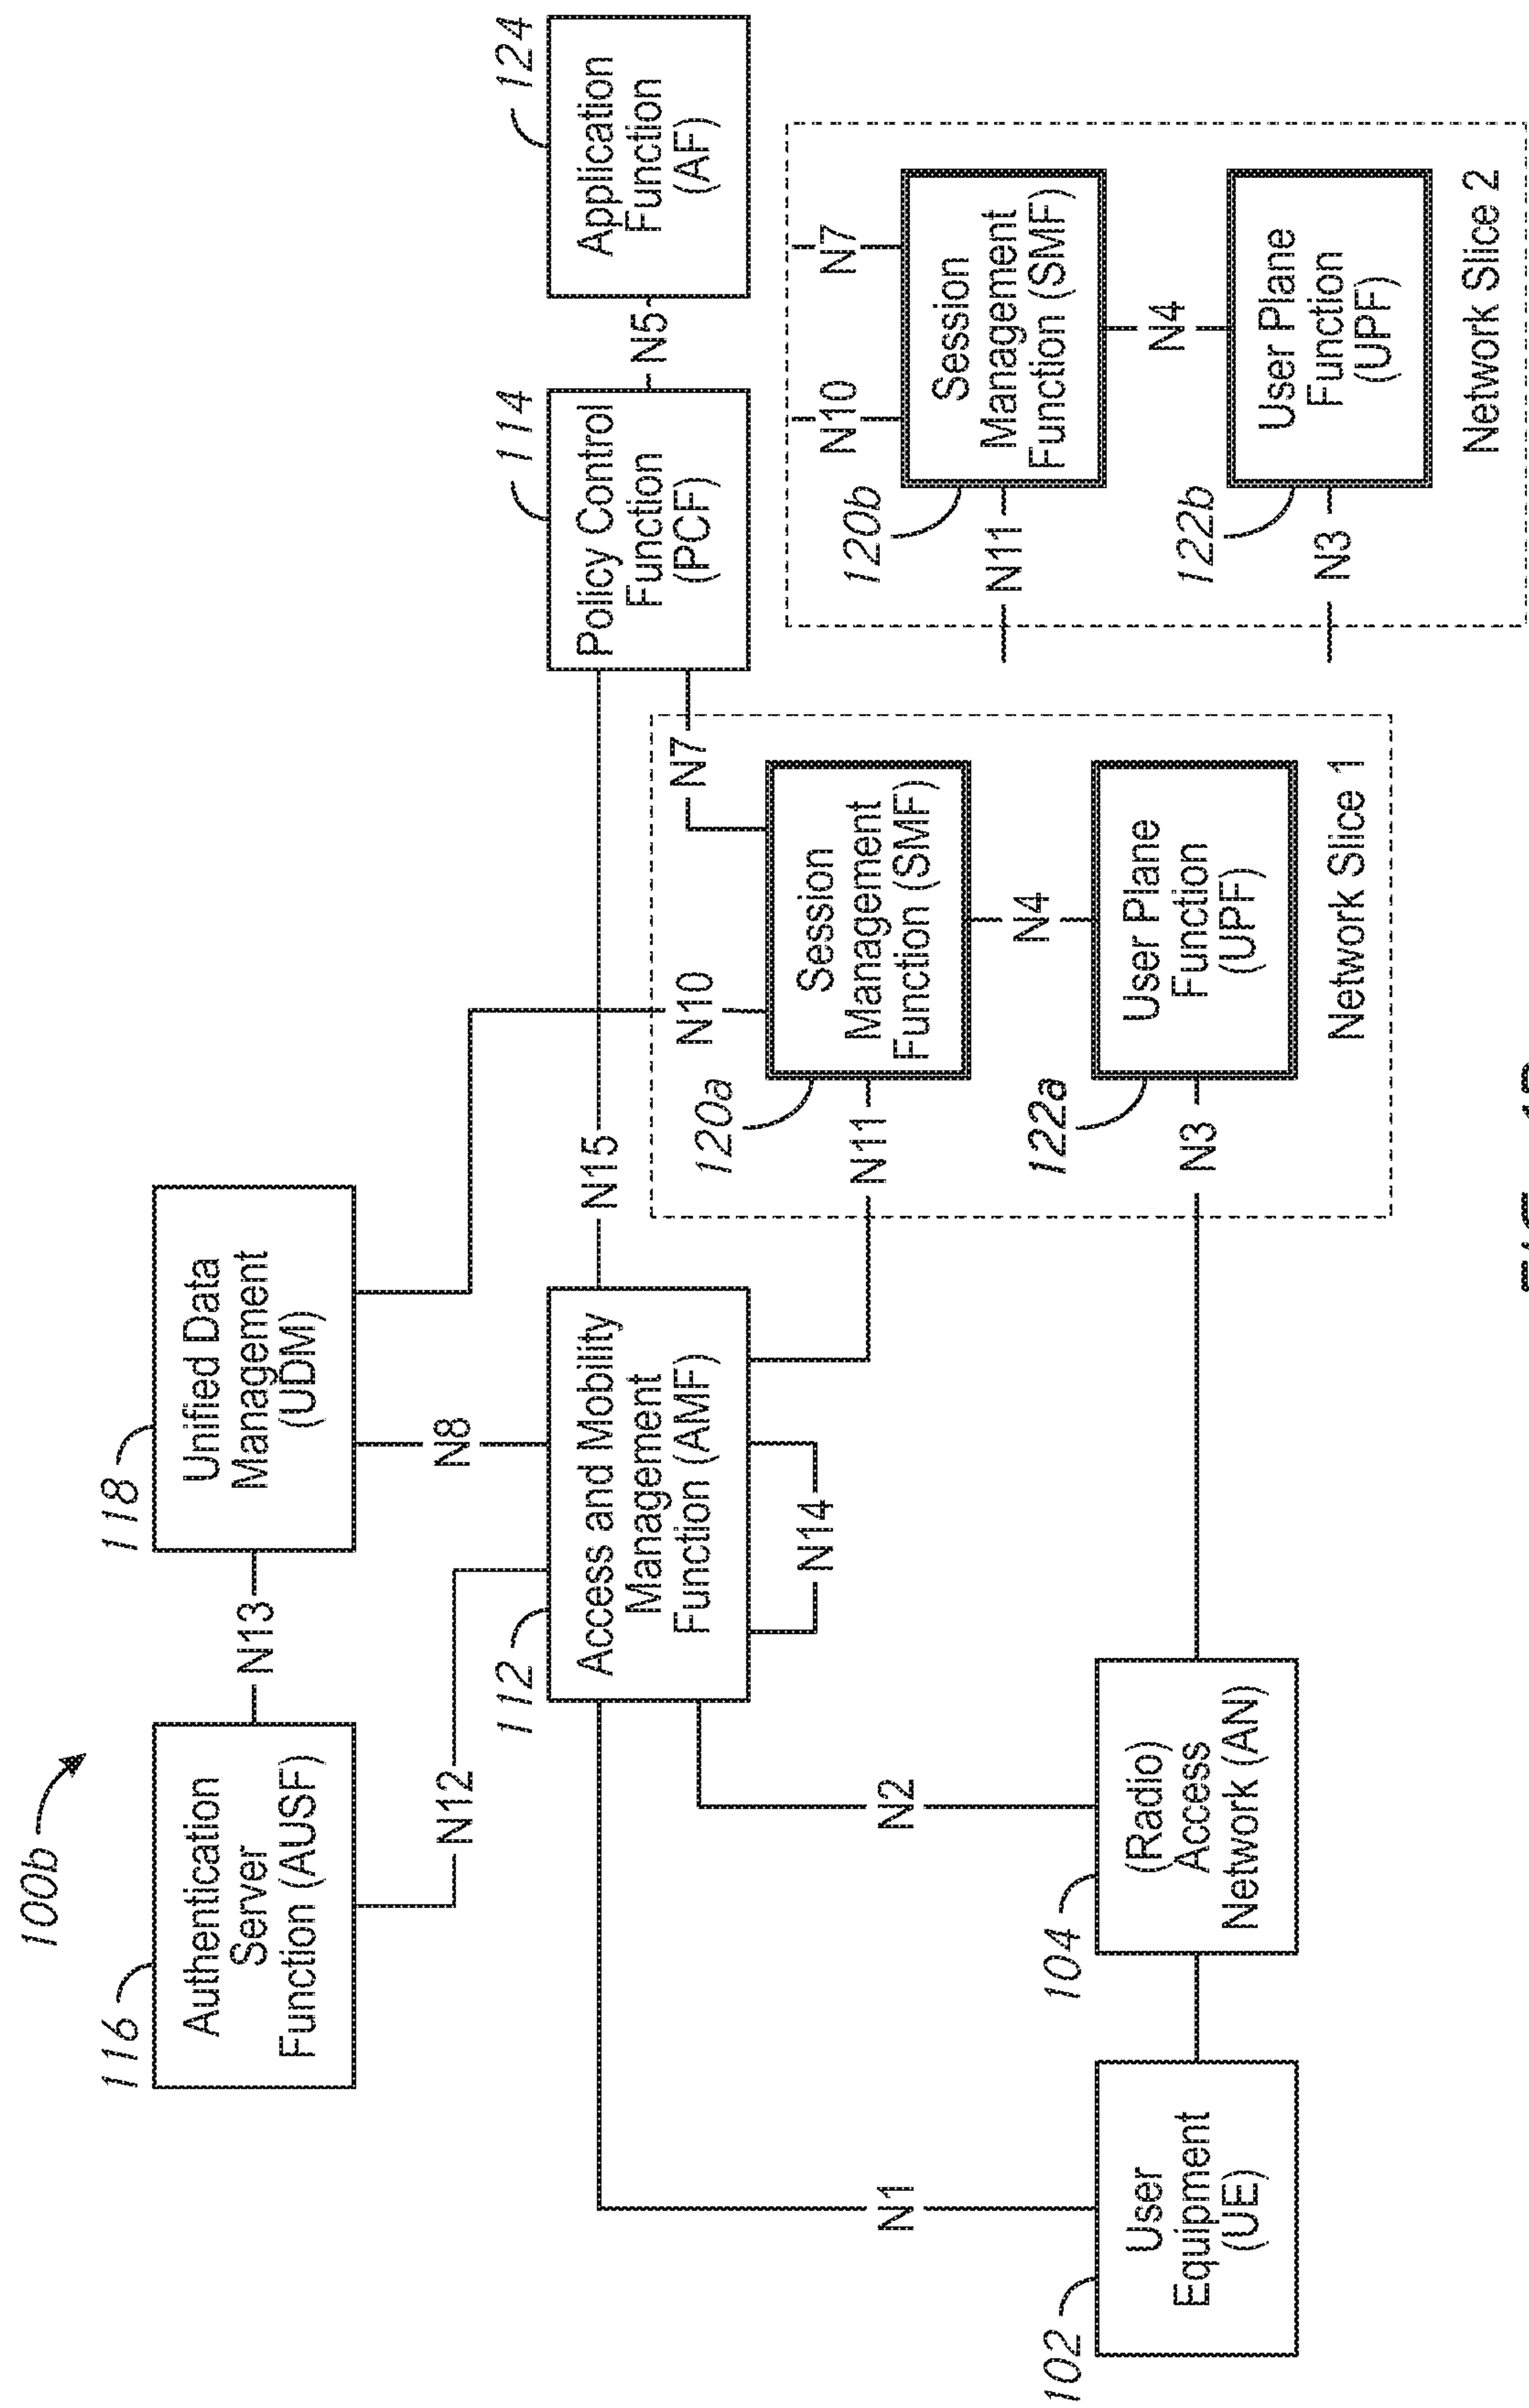 100b
116
Authentication
Server
Function (AUSF)
N13
118
Unified Data
Management
(UDM)
N12
N8
112
Access and Mobility
Management
Function (AMF)
N14
N15
N10
N7
114
Policy Control
Function
(PCF)
N5
124
Application
Function
(AF)
N1
N2
102
User
Equipment
(UE)
104
(Radio)
Access
Network (AN)
N11
120a
Session
Management
Function (SMF)
N4
N3
122a
User Plane
Function
(UPF)
Network Slice 1
N10
N7
120b
N11
Session
Management
Function (SMF)
N4
122b
N3
User Plane
Function
(UPF)
Network Slice 2